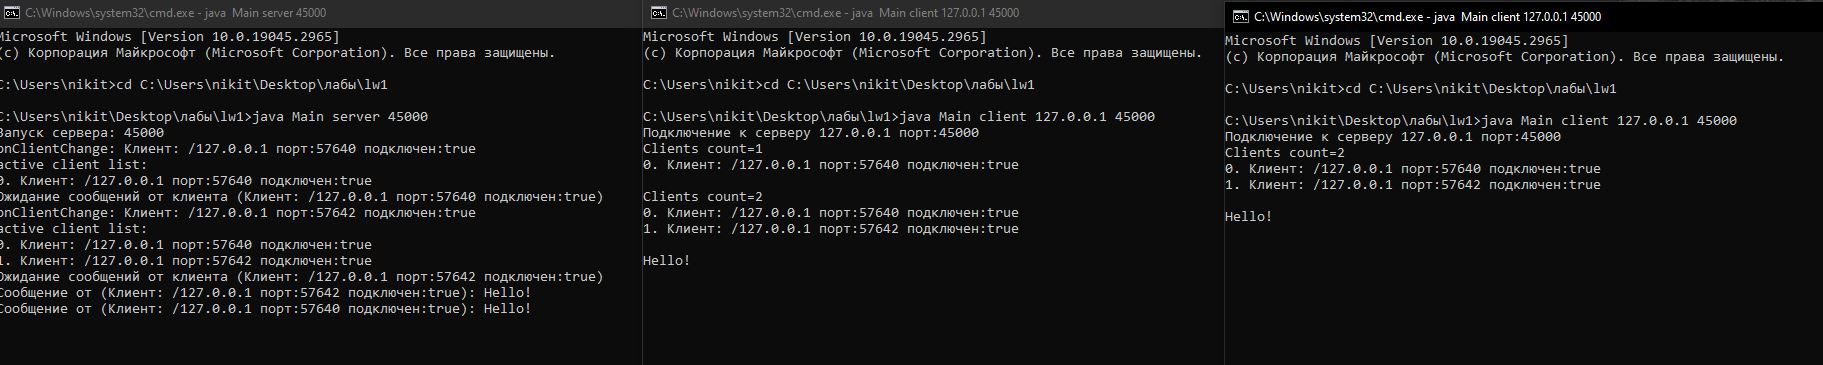 C:\Windows\system32\cmd.exe - java Main server 45000
Microsoft Windows [Version 10.0.19045.2965]
(c) Корпорация Майкрософт (Microsoft Corporation). Все права защищены.
C:\Users\nikit>cd C:\Users\nikit\Desktop\лабы\lw1
C:\Users\nikit\Desktop\лабы\lw1>java Main server 45000
Запуск сервера: 45000
onClientChange: Клиент: /127.0.0.1 порт:57640 подключен:true
active client list:
0. Клиент: /127.0.0.1 порт:57640 подключен:true
Ожидание сообщений от клиента (Клиент: /127.0.0.1 порт:57640 подключен:true)
onClientChange: Клиент: /127.0.0.1 порт:57642 подключен:true
active client list:
0. Клиент: /127.0.0.1 порт:57640 подключен:true
1. Клиент: /127.0.0.1 порт:57642 подключен:true
Ожидание сообщений от клиента (Клиент: /127.0.0.1 порт:57642 подключен:true)
Сообщение от (Клиент: /127.0.0.1 порт:57642 подключен:true): Hello!
Сообщение от (Клиент: /127.0.0.1 порт:57640 подключен:true): Hello!
C:\Windows\system32\cmd.exe - java Main client 127.0.0.1 45000
Microsoft Windows [Version 10.0.19045.2965]
(c) Корпорация Майкрософт (Microsoft Corporation). Все права защищены.
C:\Users\nikit>cd C:\Users\nikit\Desktop\лабы\lw1
C:\Users\nikit\Desktop\лабы\lw1>java Main client 127.0.0.1 45000
Подключение к серверу 127.0.0.1 порт:45000
Clients count=1
0. Клиент: /127.0.0.1 порт:57640 подключен:true
Clients count=2
0. Клиент: /127.0.0.1 порт:57640 подключен:true
1. Клиент: /127.0.0.1 порт:57642 подключен:true
Hello!
C:\Windows\system32\cmd.exe - java Main client 127.0.0.1 45000
Microsoft Windows [Version 10.0.19045.2965]
(c) Корпорация Майкрософт (Microsoft Corporation). Все права защищены.
C:\Users\nikit>cd C:\Users\nikit\Desktop\лабы\lw1
C:\Users\nikit\Desktop\лабы\lw1>java Main client 127.0.0.1 45000
Подключение к серверу 127.0.0.1 порт:45000
Clients count=2
0. Клиент: /127.0.0.1 порт:57640 подключен:true
1. Клиент: /127.0.0.1 порт:57642 подключен:true
Hello!